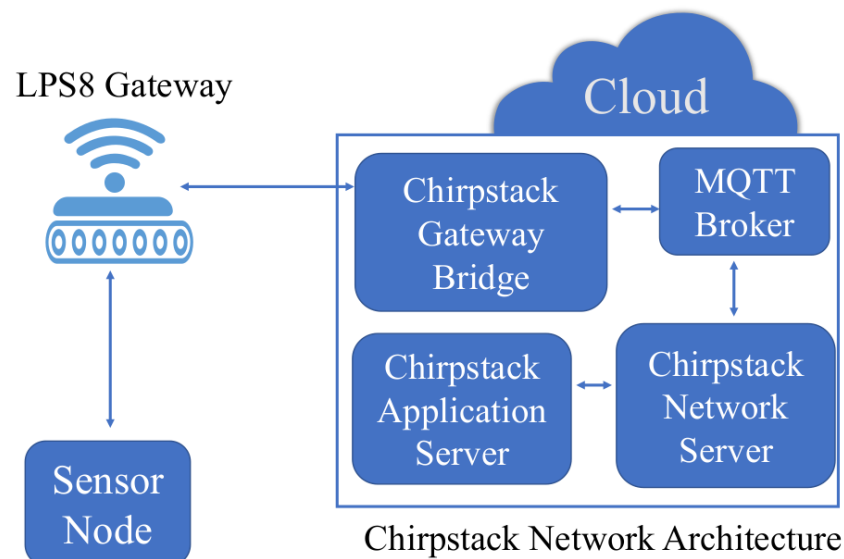 LPS8 Gateway
Cloud
Chirpstack
Gateway
Bridge
MQTT
Broker
Chirpstack
Application
Server
Chirpstack
Network
Server
Sensor
Node
Chirpstack Network Architecture